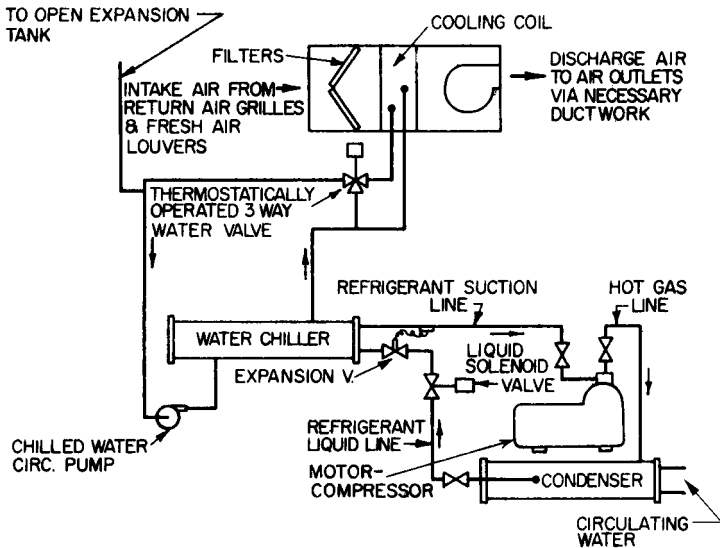 TO OPEN EXPANSION
TANK
COOLING COIL
FILTERS
INTAKE AIR FROM
RETURN AIR GRILLES
& FRESH AIR
LOUVERS
DISCHARGE AIR
TO AIR OUTLETS
VIA NECESSARY
DUCTWORK
THERMOSTATICALLY
OPERATED 3 WAY
WATER VALVE
REFRIGERANT SUCTION
LINE
HOT GAS
LINE
WATER CHILLER
EXPANSION V.
LIQUID
SOLENOID
VALVE
CHILLED WATER
CIRC. PUMP
REFRIGERANT
LIQUID LINE
MOTOR-
COMPRESSOR
CONDENSER
CIRCULATING
WATER